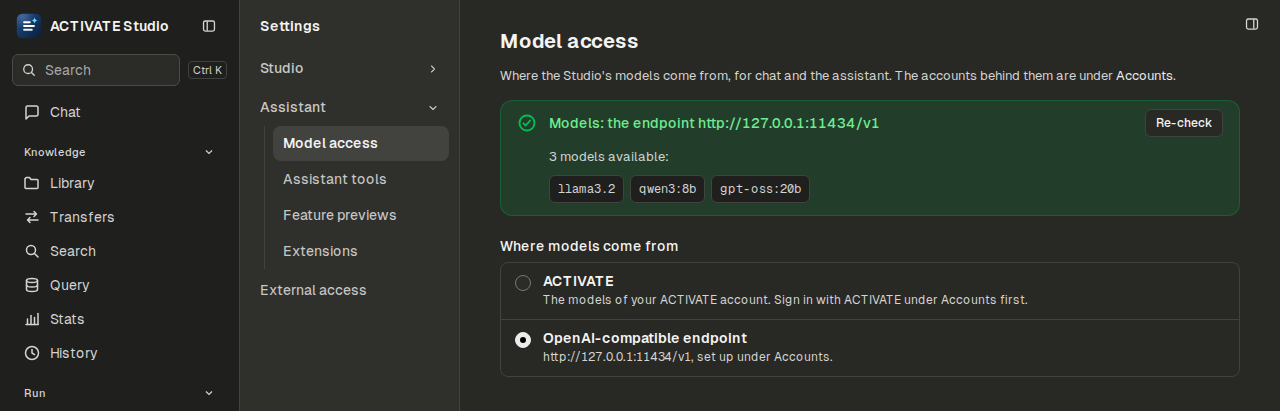 ACTIVATE Studio
Search
Ctrl K
Chat
Knowledge
Library
Transfers
Search
Query
Stats
History
Run
Settings
Studio
Assistant
Model access
Assistant tools
Feature previews
Extensions
External access
Model access
Where the Studio's models come from, for chat and the assistant. The accounts behind them are under Accounts.
Models: the endpoint http://127.0.0.1:11434/v1
Re-check
3 models available:
llama3.2 qwen3:8b gpt-oss:20b
Where models come from
ACTIVATE
The models of your ACTIVATE account. Sign in with ACTIVATE under Accounts first.
OpenAI-compatible endpoint
http://127.0.0.1:11434/v1, set up under Accounts.